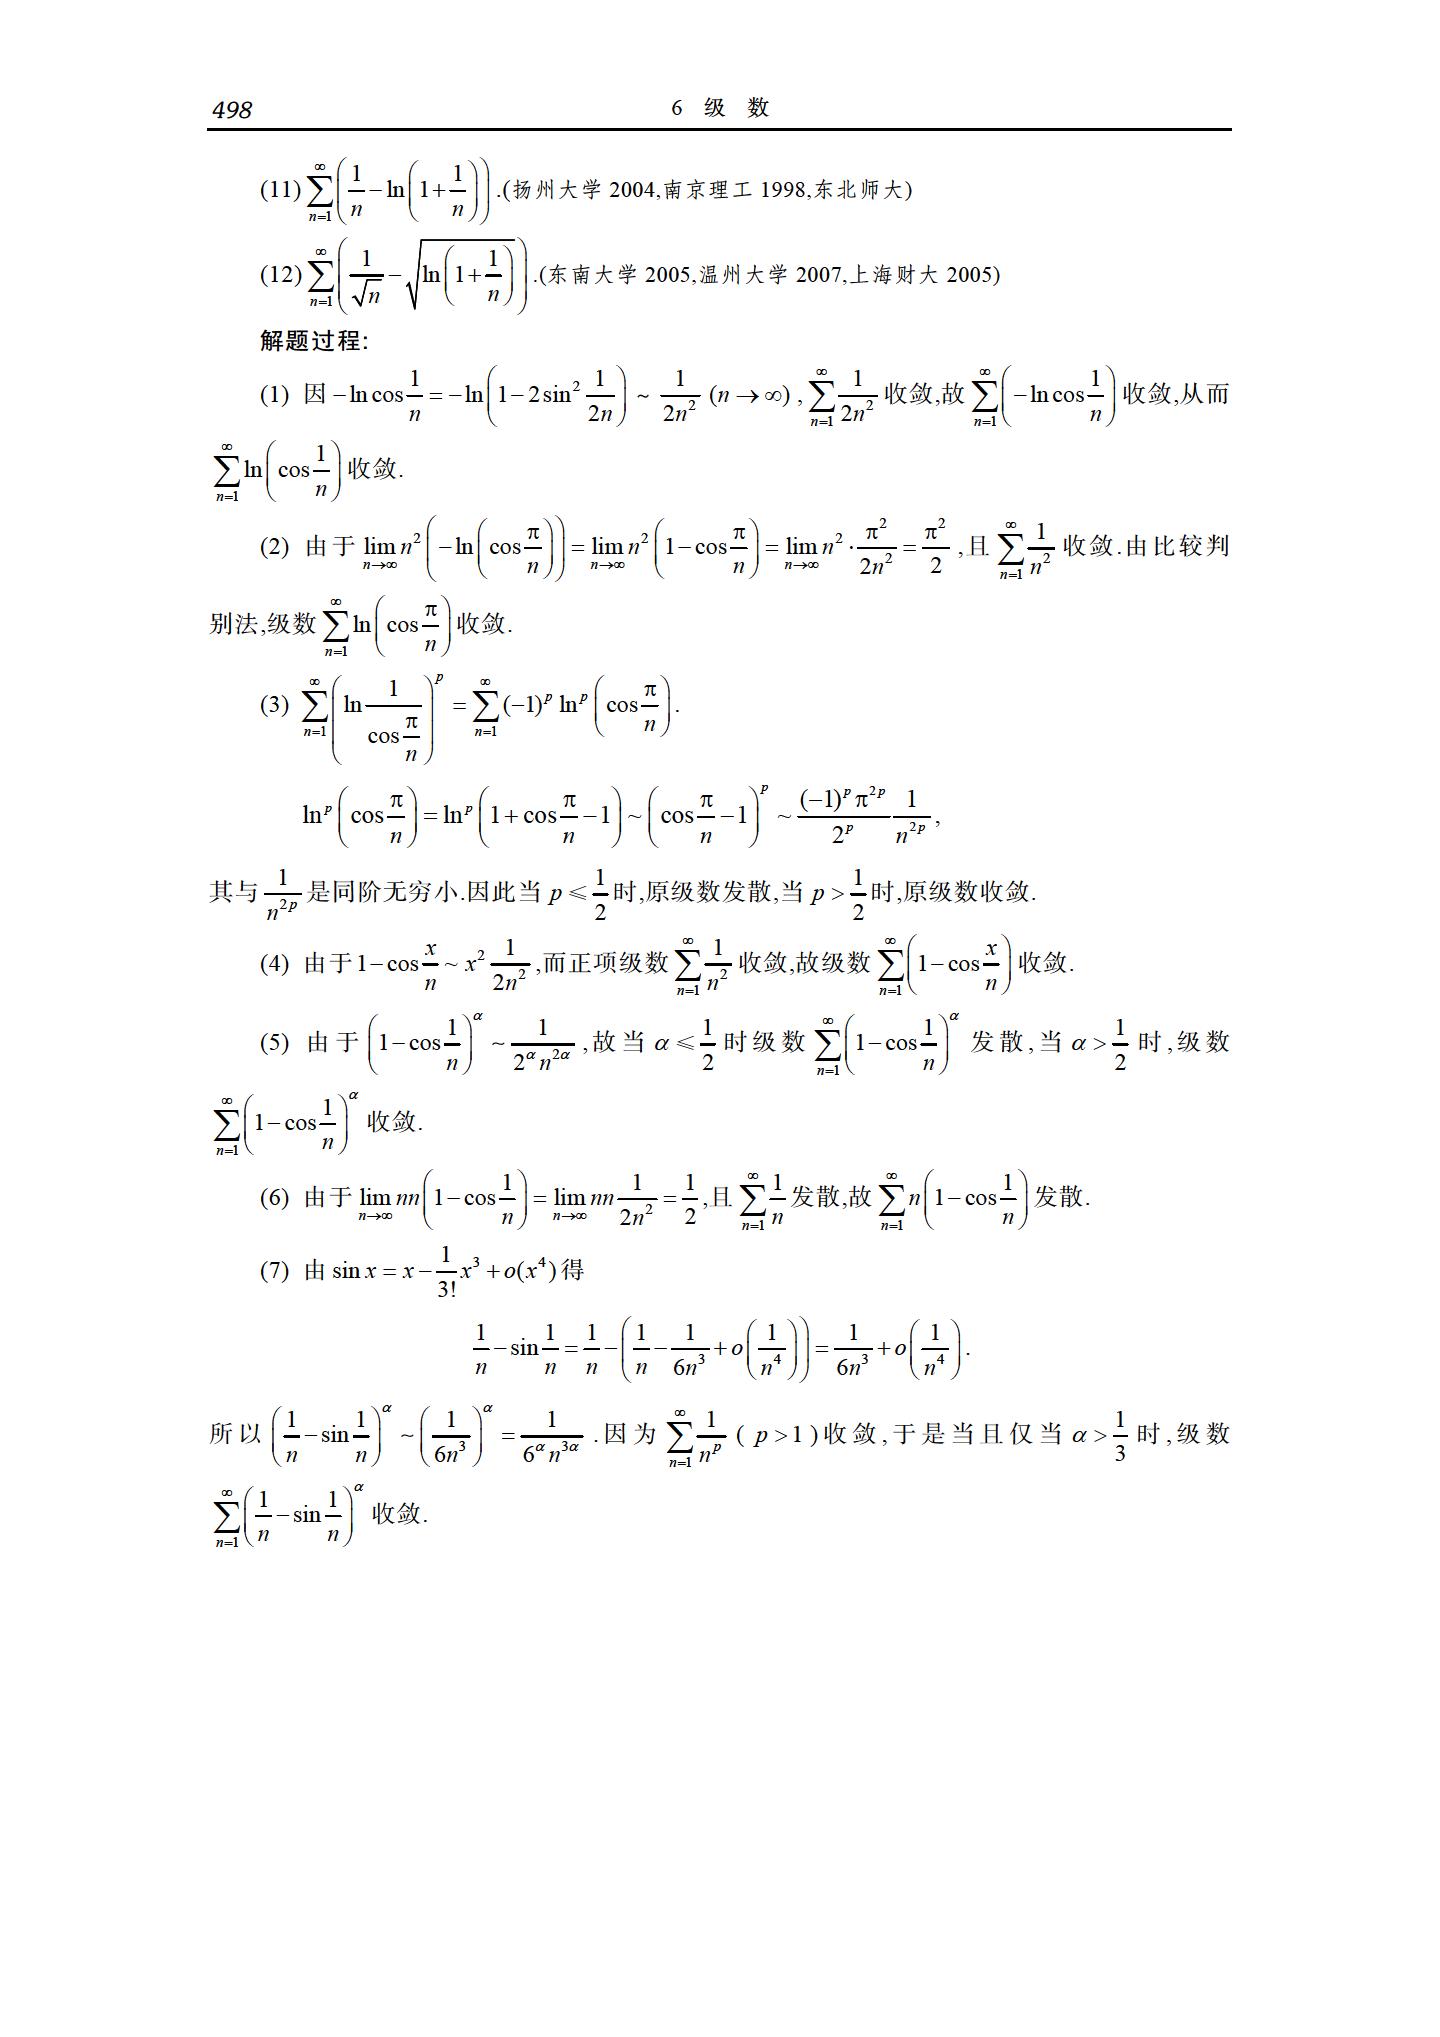 498 6 级 数
(11) $\sum_{n=1}^{\infty}\left(\frac{1}{n}-\ln\left(1+\frac{1}{n}\right)\right)$.(扬州大学 2004,南京理工 1998,东北师大)
(12) $\sum_{n=1}^{\infty}\left(\frac{1}{\sqrt{n}}-\sqrt{\ln\left(1+\frac{1}{n}\right)}\right)$.(东南大学 2005,温州大学 2007,上海财大 2005)
解题过程:
(1) 因 $-\ln\cos\frac{1}{n}=-\ln\left(1-2\sin^2\frac{1}{2n}\right)\sim\frac{1}{2n^2}(n\to\infty)$, $\sum_{n=1}^{\infty}\frac{1}{2n^2}$ 收敛,故 $\sum_{n=1}^{\infty}\left(-\ln\cos\frac{1}{n}\right)$ 收敛,从而
$\sum_{n=1}^{\infty}\ln\left(\cos\frac{1}{n}\right)$ 收敛.
(2) 由于 $\lim_{n\to\infty}n^2\left(-\ln\left(\cos\frac{\pi}{n}\right)\right)=\lim_{n\to\infty}n^2\left(1-\cos\frac{\pi}{n}\right)=\lim_{n\to\infty}n^2\cdot\frac{\pi^2}{2n^2}=\frac{\pi^2}{2}$,且 $\sum_{n=1}^{\infty}\frac{1}{n^2}$ 收敛.由比较判
别法,级数 $\sum_{n=1}^{\infty}\ln\left(\cos\frac{\pi}{n}\right)$ 收敛.
(3) $\sum_{n=1}^{\infty}\left(\ln\frac{1}{\cos\frac{\pi}{n}}\right)^p=\sum_{n=1}^{\infty}(-1)^p\ln^p\left(\cos\frac{\pi}{n}\right)$.
$\ln^p\left(\cos\frac{\pi}{n}\right)=\ln^p\left(1+\cos\frac{\pi}{n}-1\right)\sim\left(\cos\frac{\pi}{n}-1\right)^p\sim\frac{(-1)^p\pi^{2p}}{2^p}\frac{1}{n^{2p}}$,
其与 $\frac{1}{n^{2p}}$ 是同阶无穷小.因此当 $p\leqslant\frac{1}{2}$ 时,原级数发散,当 $p>\frac{1}{2}$ 时,原级数收敛.
(4) 由于 $1-\cos\frac{x}{n}\sim x^2\frac{1}{2n^2}$,而正项级数 $\sum_{n=1}^{\infty}\frac{1}{n^2}$ 收敛,故级数 $\sum_{n=1}^{\infty}\left(1-\cos\frac{x}{n}\right)$ 收敛.
(5) 由于 $\left(1-\cos\frac{1}{n}\right)^{\alpha}\sim\frac{1}{2^{\alpha}n^{2\alpha}}$,故当 $\alpha\leqslant\frac{1}{2}$ 时级数 $\sum_{n=1}^{\infty}\left(1-\cos\frac{1}{n}\right)^{\alpha}$ 发散,当 $\alpha>\frac{1}{2}$ 时,级数
$\sum_{n=1}^{\infty}\left(1-\cos\frac{1}{n}\right)^{\alpha}$ 收敛.
(6) 由于 $\lim_{n\to\infty}nn\left(1-\cos\frac{1}{n}\right)=\lim_{n\to\infty}nn\frac{1}{2n^2}=\frac{1}{2}$,且 $\sum_{n=1}^{\infty}\frac{1}{n}$ 发散,故 $\sum_{n=1}^{\infty}n\left(1-\cos\frac{1}{n}\right)$ 发散.
(7) 由 $\sin x=x-\frac{1}{3!}x^3+o(x^4)$ 得
$\frac{1}{n}-\sin\frac{1}{n}=\frac{1}{n}-\left(\frac{1}{n}-\frac{1}{6n^3}+o\left(\frac{1}{n^4}\right)\right)=\frac{1}{6n^3}+o\left(\frac{1}{n^4}\right)$.
所以 $\left(\frac{1}{n}-\sin\frac{1}{n}\right)^{\alpha}\sim\left(\frac{1}{6n^3}\right)^{\alpha}=\frac{1}{6^{\alpha}n^{3\alpha}}$.因为 $\sum_{n=1}^{\infty}\frac{1}{n^p}$ ( $p>1$ )收敛,于是当且仅当 $\alpha>\frac{1}{3}$ 时,级数
$\sum_{n=1}^{\infty}\left(\frac{1}{n}-\sin\frac{1}{n}\right)^{\alpha}$ 收敛.